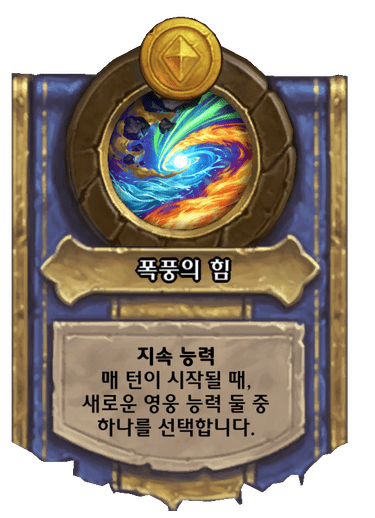 폭풍의 힘
지속 능력
매 턴이 시작될 때,
새로운 영웅 능력 둘 중
하나를 선택합니다.